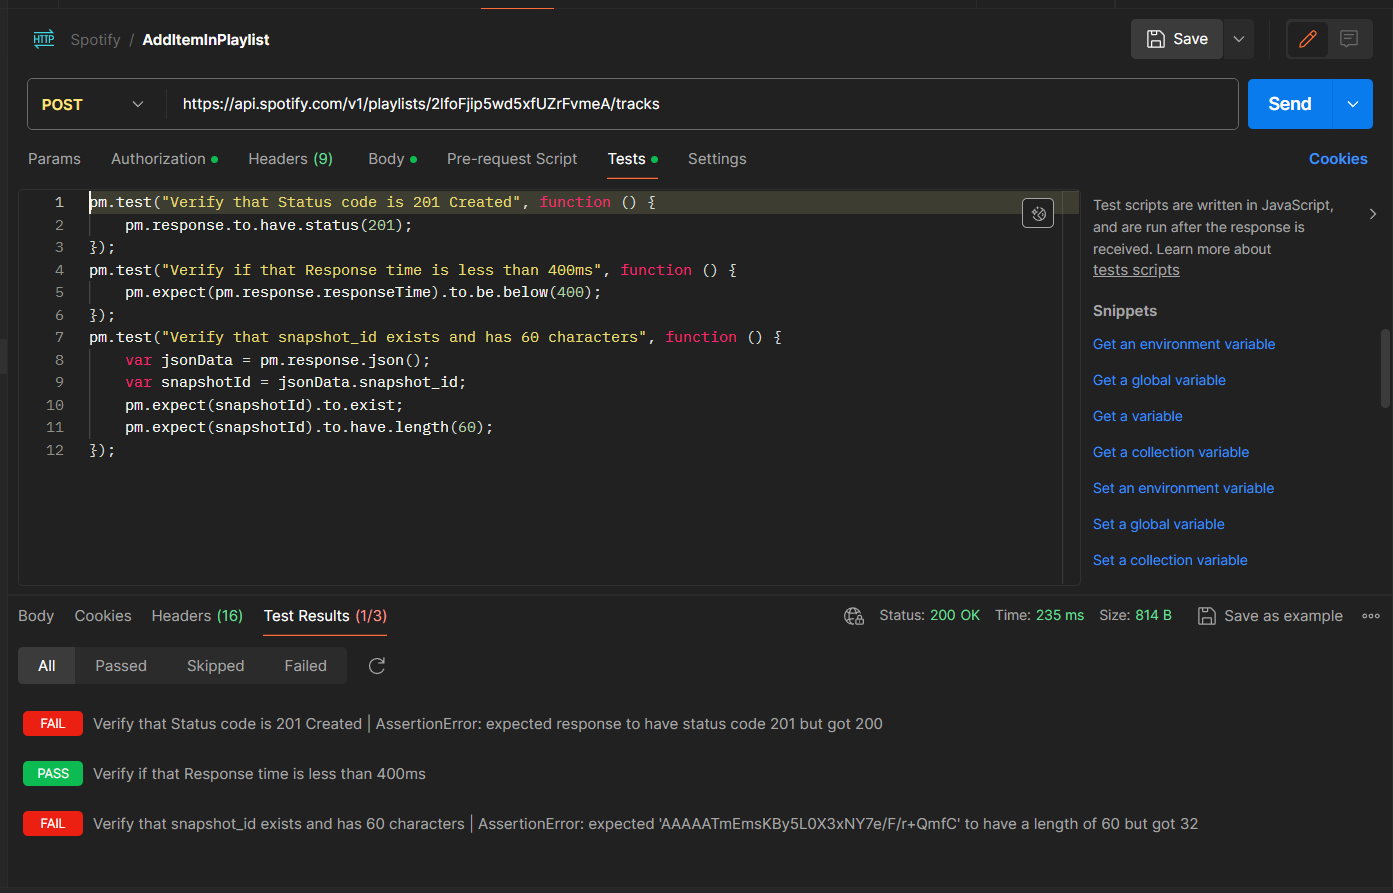 HTTP Spotify / AddItemInPlaylist Save
POST https://api.spotify.com/v1/playlists/2lfoFjip5wd5xfUZrFvmeA/tracks Send
Params Authorization Headers (9) Body Pre-request Script Tests Settings Cookies
1 pm.test("Verify that Status code is 201 Created", function () {
2     pm.response.to.have.status(201);
3 });
4 pm.test("Verify if that Response time is less than 400ms", function () {
5     pm.expect(pm.response.responseTime).to.be.below(400);
6 });
7 pm.test("Verify that snapshot_id exists and has 60 characters", function () {
8     var jsonData = pm.response.json();
9     var snapshotId = jsonData.snapshot_id;
10     pm.expect(snapshotId).to.exist;
11     pm.expect(snapshotId).to.have.length(60);
12 });
Test scripts are written in JavaScript,
and are run after the response is
received. Learn more about
tests scripts
Snippets
Get an environment variable
Get a global variable
Get a variable
Get a collection variable
Set an environment variable
Set a global variable
Set a collection variable
Body Cookies Headers (16) Test Results (1/3) Status: 200 OK Time: 235 ms Size: 814 B Save as example
All Passed Skipped Failed
FAIL Verify that Status code is 201 Created | AssertionError: expected response to have status code 201 but got 200
PASS Verify if that Response time is less than 400ms
FAIL Verify that snapshot_id exists and has 60 characters | AssertionError: expected 'AAAAATmEmsKBy5L0X3xNY7e/F/r+QmfC' to have a length of 60 but got 32